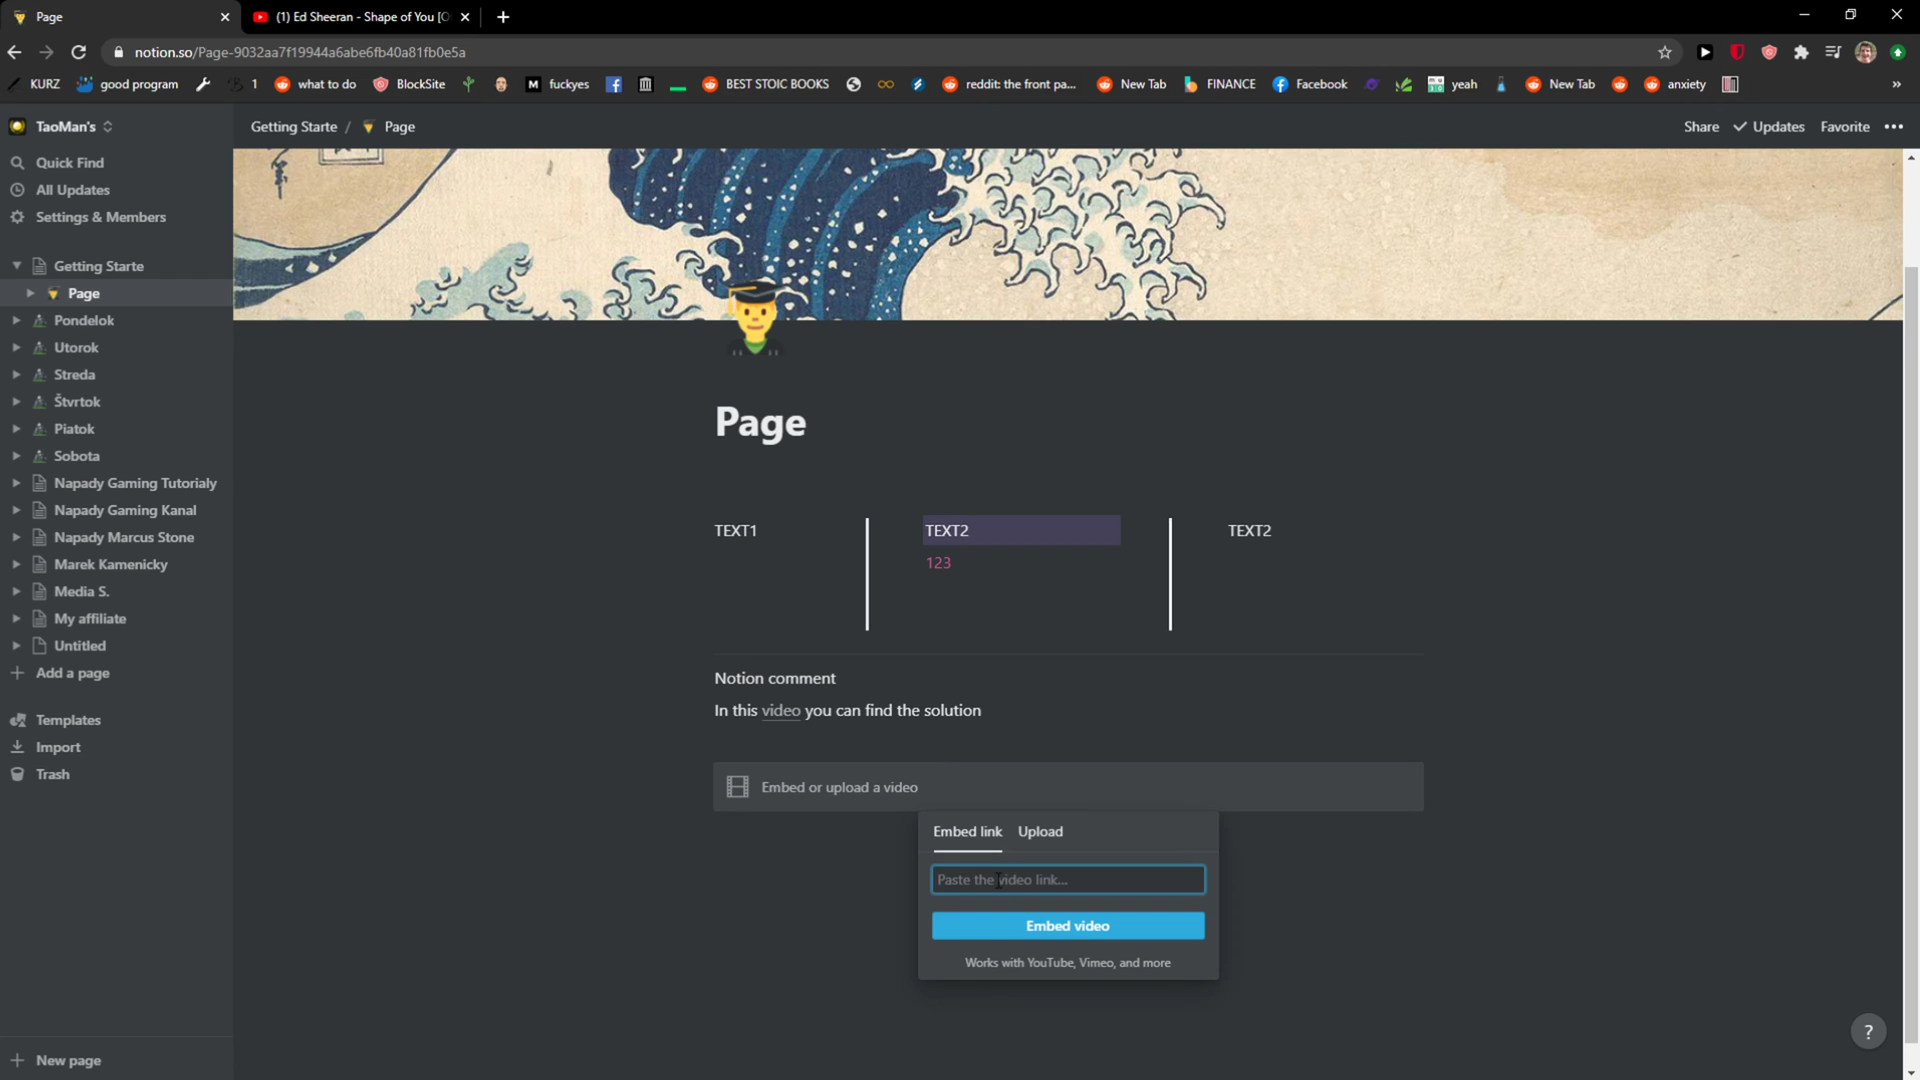 Page
(1) Ed Sheeran - Shape of You [O
notion.so/Page-9032aa7f19944a6abe6fb40a81fb0e5a
KURZ good program 1 what to do BlockSite M fuckyes BEST STOIC BOOKS reddit: the front pa... New Tab FINANCE Facebook yeah New Tab anxiety »
TaoMan's
Getting Starte / Page
Share Updates Favorite
Quick Find
All Updates
Settings & Members
Getting Starte
Page
Pondelok
Utorok
Streda
Štvrtok
Piatok
Sobota
Napady Gaming Tutorialy
Napady Gaming Kanal
Napady Marcus Stone
Marek Kamenicky
Media S.
My affiliate
Untitled
Add a page
Templates
Import
Trash
New page
Page
TEXT1
TEXT2
123
TEXT2
Notion comment
In this video you can find the solution
Embed or upload a video
Embed link Upload
Paste the video link...
Embed video
Works with YouTube, Vimeo, and more
?